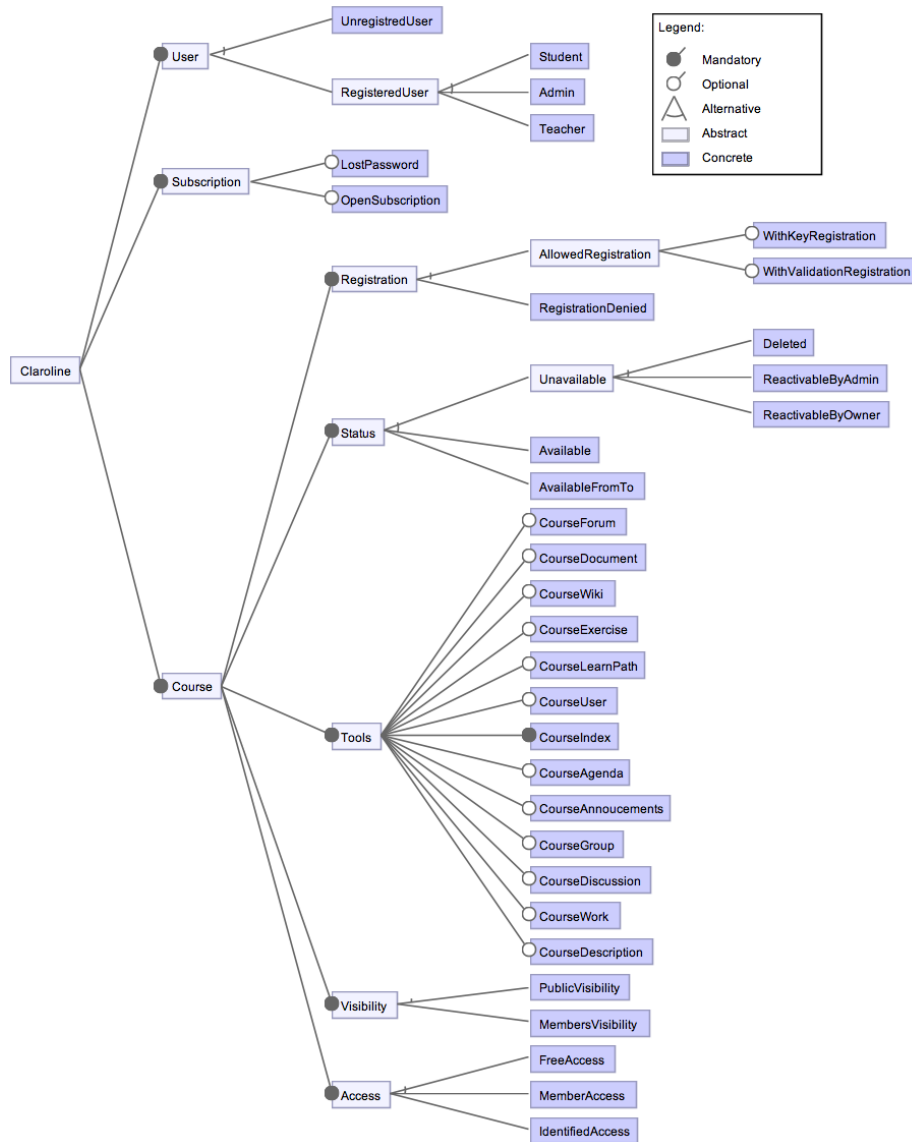 UnregistredUser
User
RegisteredUser
Student
Admin
Teacher
Legend:
Mandatory
Optional
Alternative
Abstract
Concrete
Subscription
LostPassword
OpenSubscription
Registration
AllowedRegistration
WithKeyRegistration
WithValidationRegistration
RegistrationDenied
Claroline
Status
Unavailable
Deleted
ReactivableByAdmin
ReactivableByOwner
Available
AvailableFromTo
Course
Tools
CourseForum
CourseDocument
CourseWiki
CourseExercise
CourseLearnPath
CourseUser
CourseIndex
CourseAgenda
CourseAnnoucements
CourseGroup
CourseDiscussion
CourseWork
CourseDescription
Visibility
PublicVisibility
MembersVisibility
Access
FreeAccess
MemberAccess
IdentifiedAccess